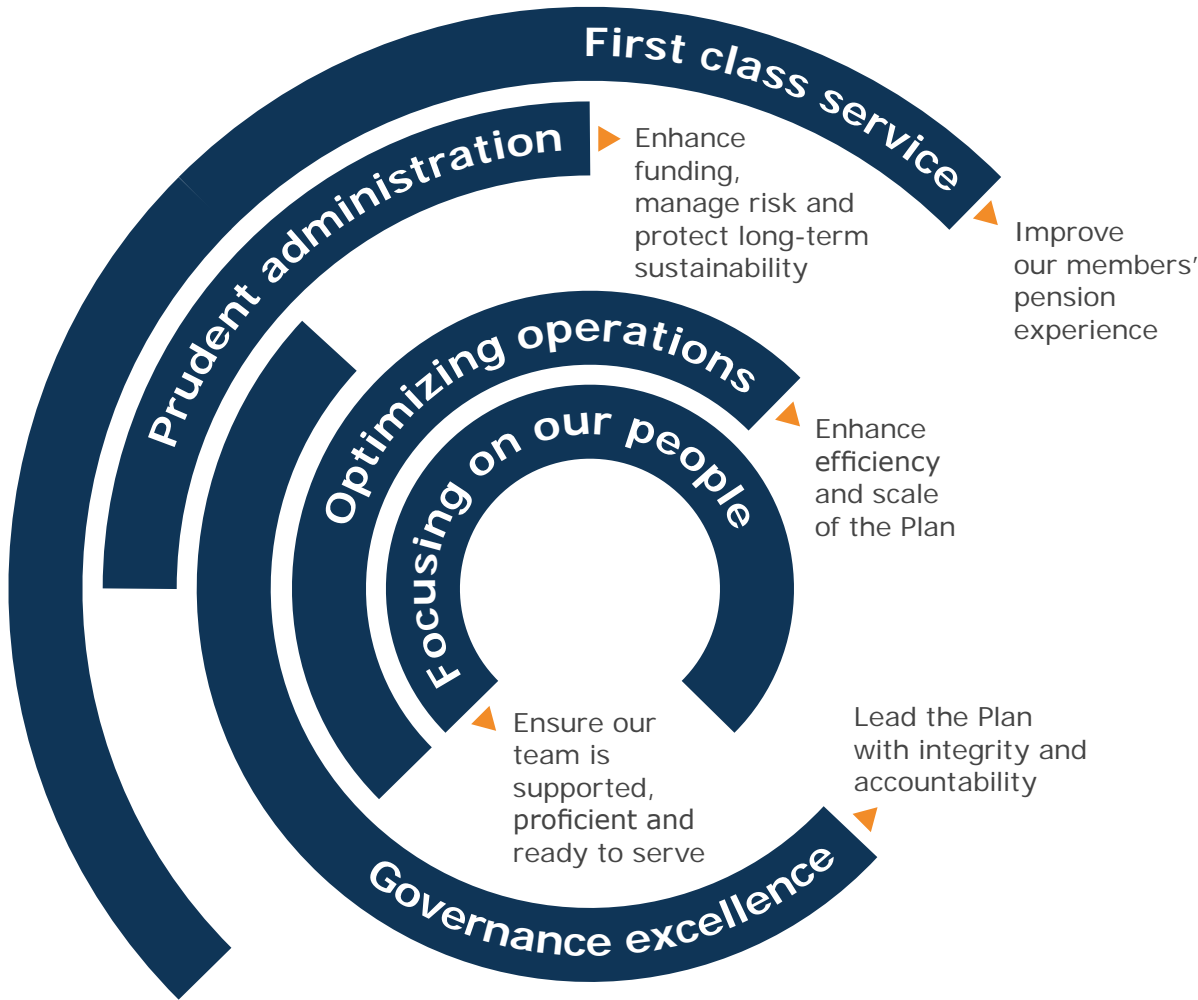 First class service
Improve
our members’
pension
experience
Prudent administration
Enhance
funding,
manage risk and
protect long-term
sustainability
Optimizing operations
Enhance
efficiency
and scale
of the Plan
Focusing on our people
Ensure our
team is
supported,
proficient and
ready to serve
Governance excellence
Lead the Plan
with integrity and
accountability